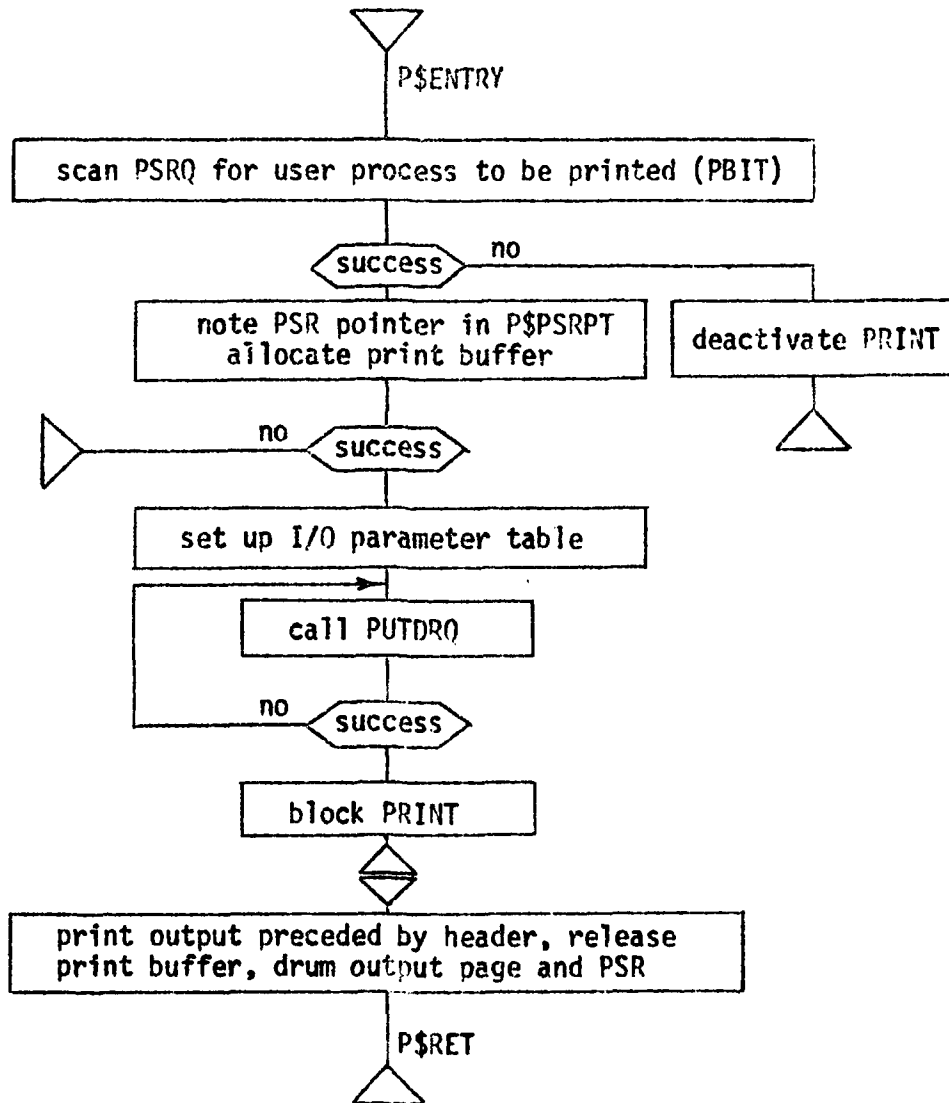 P$ENTRY
scan PSRQ for user process to be printed (PBIT)
success
no
note PSR pointer in P$PSRPT
allocate print buffer
deactivate PRINT
no
success
set up I/O parameter table
call PUTDRQ
no
success
block PRINT
print output preceded by header, release
print buffer, drum output page and PSR
P$RET